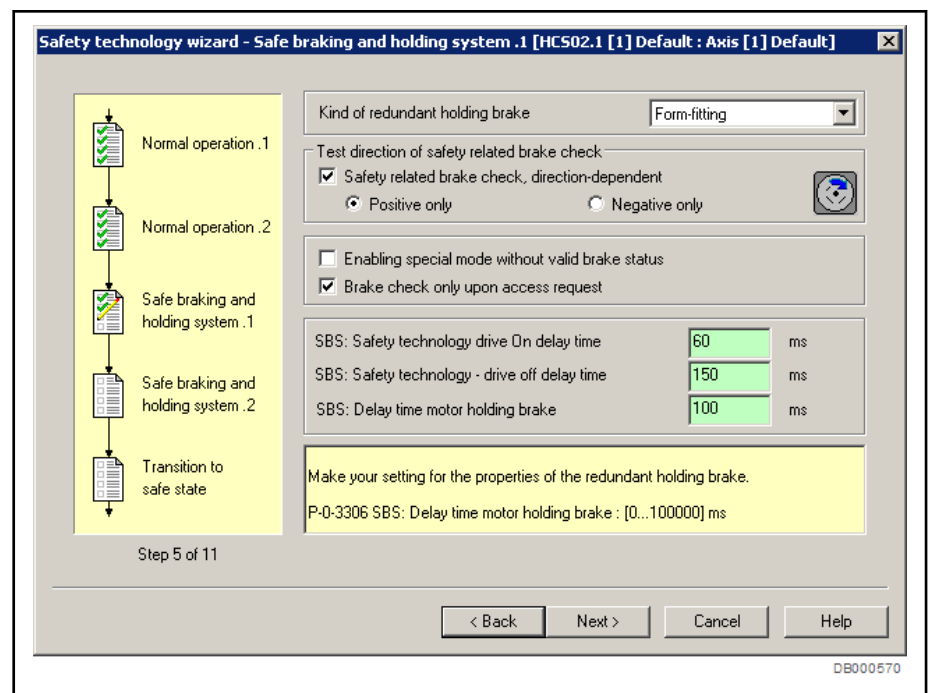 Safety technology wizard - Safe braking and holding system .1 [HCS02.1 [1] Default : Axis [1] Default]
Normal operation .1
Normal operation .2
Safe braking and
holding system .1
Safe braking and
holding system .2
Transition to
safe state
Step 5 of 11
Kind of redundant holding brake Form-fitting
Test direction of safety related brake check
Safety related brake check, direction-dependent
Positive only Negative only
Enabling special mode without valid brake status
Brake check only upon access request
SBS: Safety technology drive On delay time 60 ms
SBS: Safety technology - drive off delay time 150 ms
SBS: Delay time motor holding brake 100 ms
Make your setting for the properties of the redundant holding brake.
P-0-3306 SBS: Delay time motor holding brake : [0...100000] ms
< Back Next > Cancel Help
DB000570